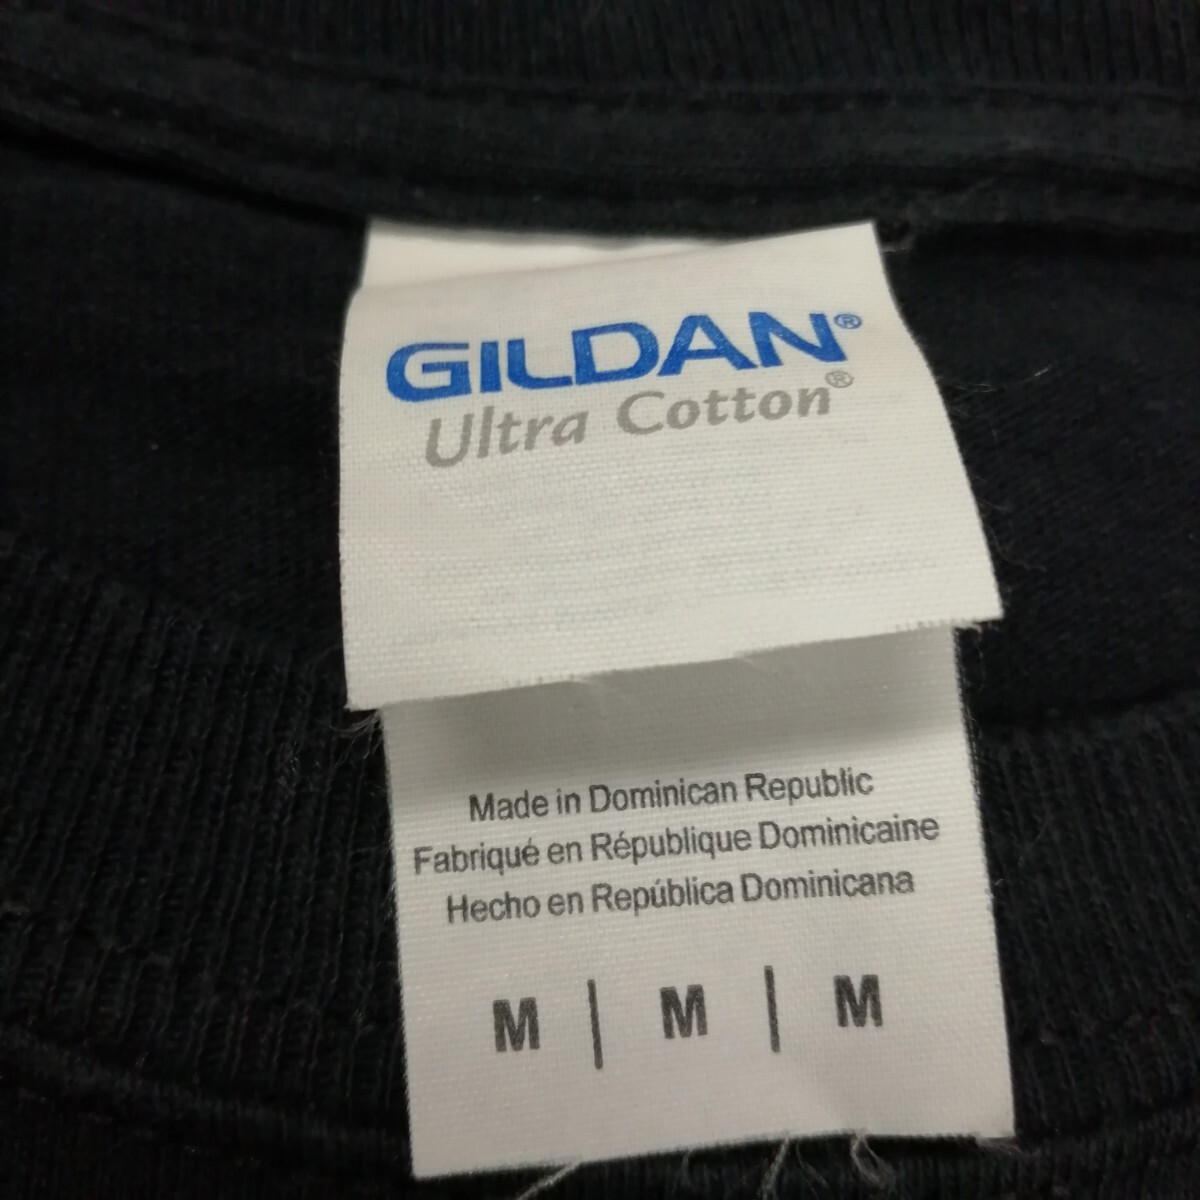 GILDAN®
Ultra Cotton®
Made in Dominican Republic
Fabriqué en République Dominicaine
Hecho en República Dominicana
M | M | M